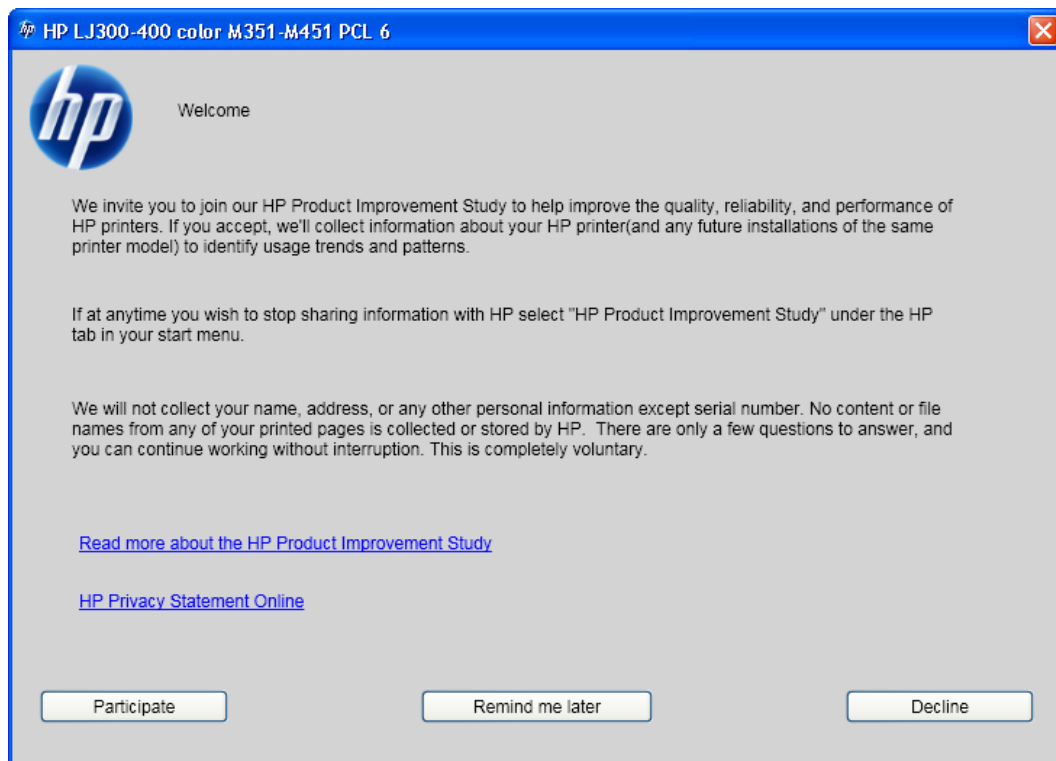 HP LJ300-400 color M351-M451 PCL 6
hp
Welcome
We invite you to join our HP Product Improvement Study to help improve the quality, reliability, and performance of
HP printers. If you accept, we'll collect information about your HP printer(and any future installations of the same
printer model) to identify usage trends and patterns.
If at anytime you wish to stop sharing information with HP select "HP Product Improvement Study" under the HP
tab in your start menu.
We will not collect your name, address, or any other personal information except serial number. No content or file
names from any of your printed pages is collected or stored by HP.  There are only a few questions to answer, and
you can continue working without interruption. This is completely voluntary.
Read more about the HP Product Improvement Study
HP Privacy Statement Online
Participate
Remind me later
Decline